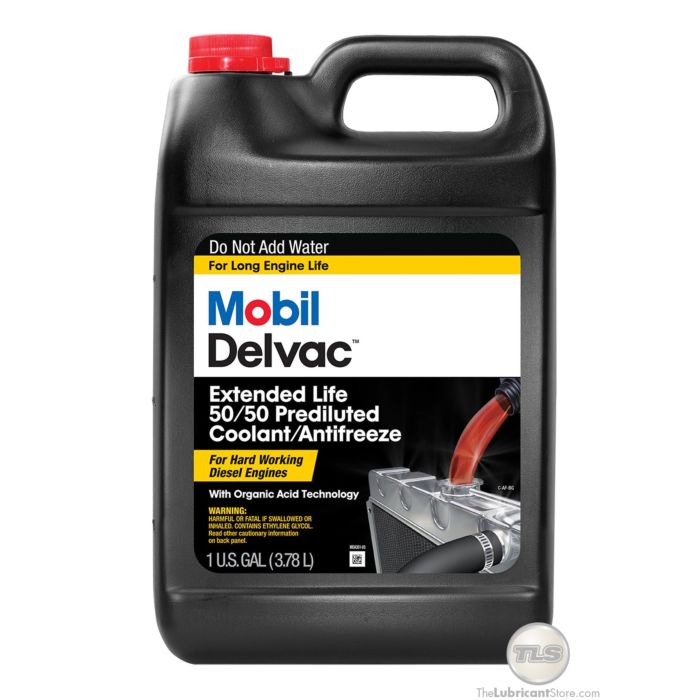 Do Not Add Water
For Long Engine Life
Mobil
Delvac™
Extended Life
50/50 Prediluted
Coolant/Antifreeze
For Hard Working
Diesel Engines
With Organic Acid Technology
C-AF-BG
WARNING:
HARMFUL OR FATAL IF SWALLOWED OR
INHALED. CONTAINS ETHYLENE GLYCOL.
Read other cautionary information
on back panel.
1 U.S. GAL (3.78 L)
TLS
TheLubricantStore.com